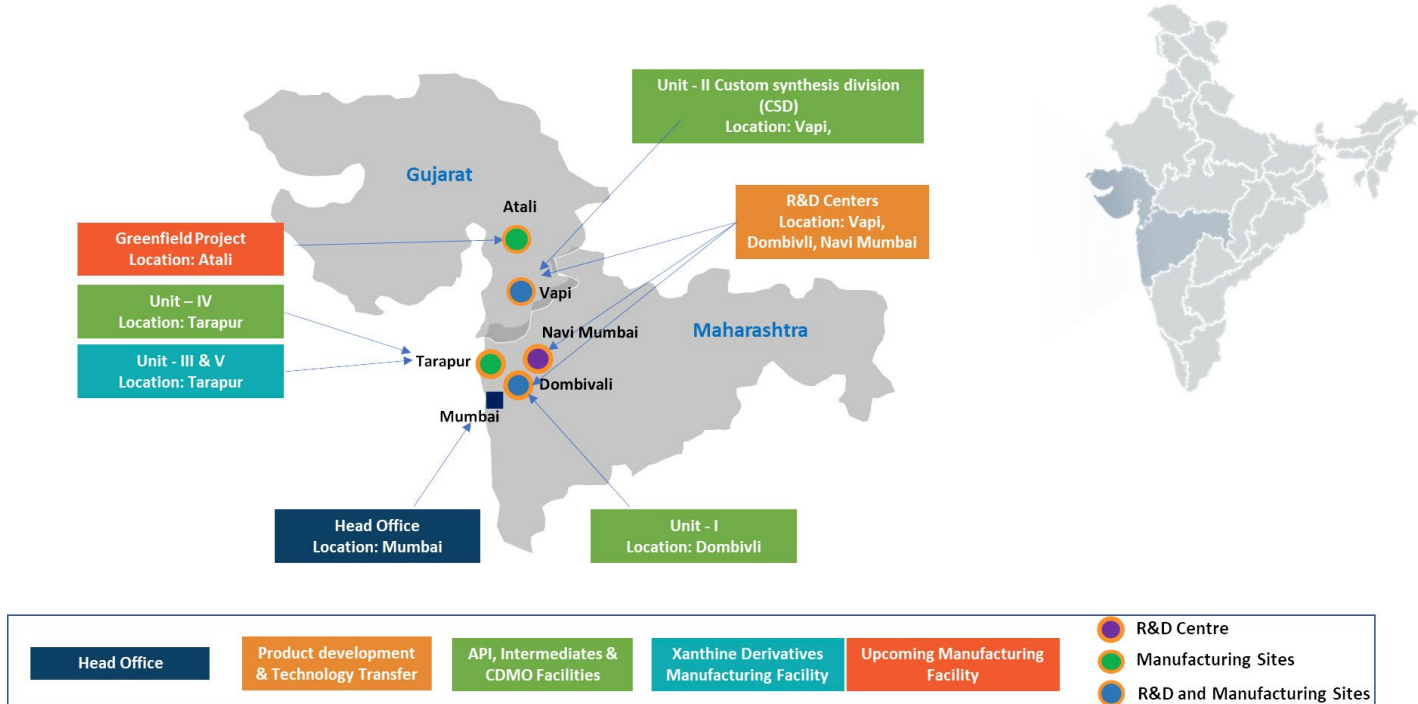 Unit - II Custom synthesis division
(CSD)
Location: Vapi,
Gujarat
R&D Centers
Location: Vapi,
Dombivli, Navi Mumbai
Atali
Greenfield Project
Location: Atali
Vapi
Unit – IV
Location: Tarapur
Navi Mumbai
Maharashtra
Unit - III & V
Location: Tarapur
Tarapur
Dombivali
Mumbai
Head Office
Location: Mumbai
Unit - I
Location: Dombivli
Head Office
Product development
& Technology Transfer
API, Intermediates &
CDMO Facilities
Xanthine Derivatives
Manufacturing Facility
Upcoming Manufacturing
Facility
R&D Centre
Manufacturing Sites
R&D and Manufacturing Sites